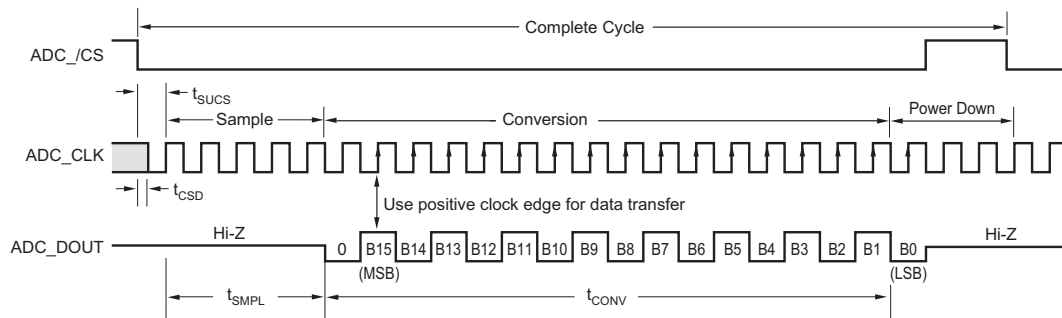 Complete Cycle
ADC_/CS
tSUCS
Sample
Conversion
Power Down
ADC_CLK
tCSD
Use positive clock edge for data transfer
Hi-Z
Hi-Z
ADC_DOUT
0 B15 B14 B13 B12 B11 B10 B9 B8 B7 B6 B5 B4 B3 B2 B1 B0
(MSB)
(LSB)
tSMPL
tCONV